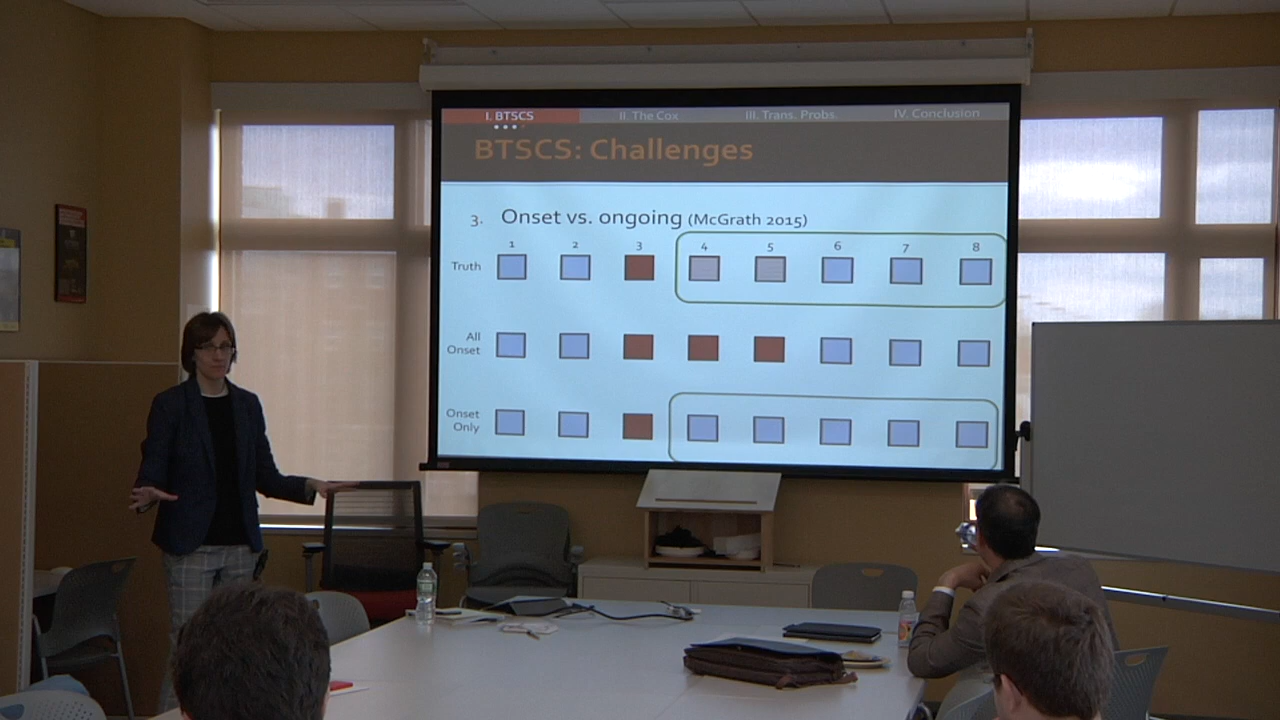 I. BTSCS II. The Cox III. Trans. Probs. IV. Conclusion
BTSCS: Challenges
3. Onset vs. ongoing (McGrath 2015)
1 2 3 4 5 6 7 8
Truth
All
Onset
Onset
Only